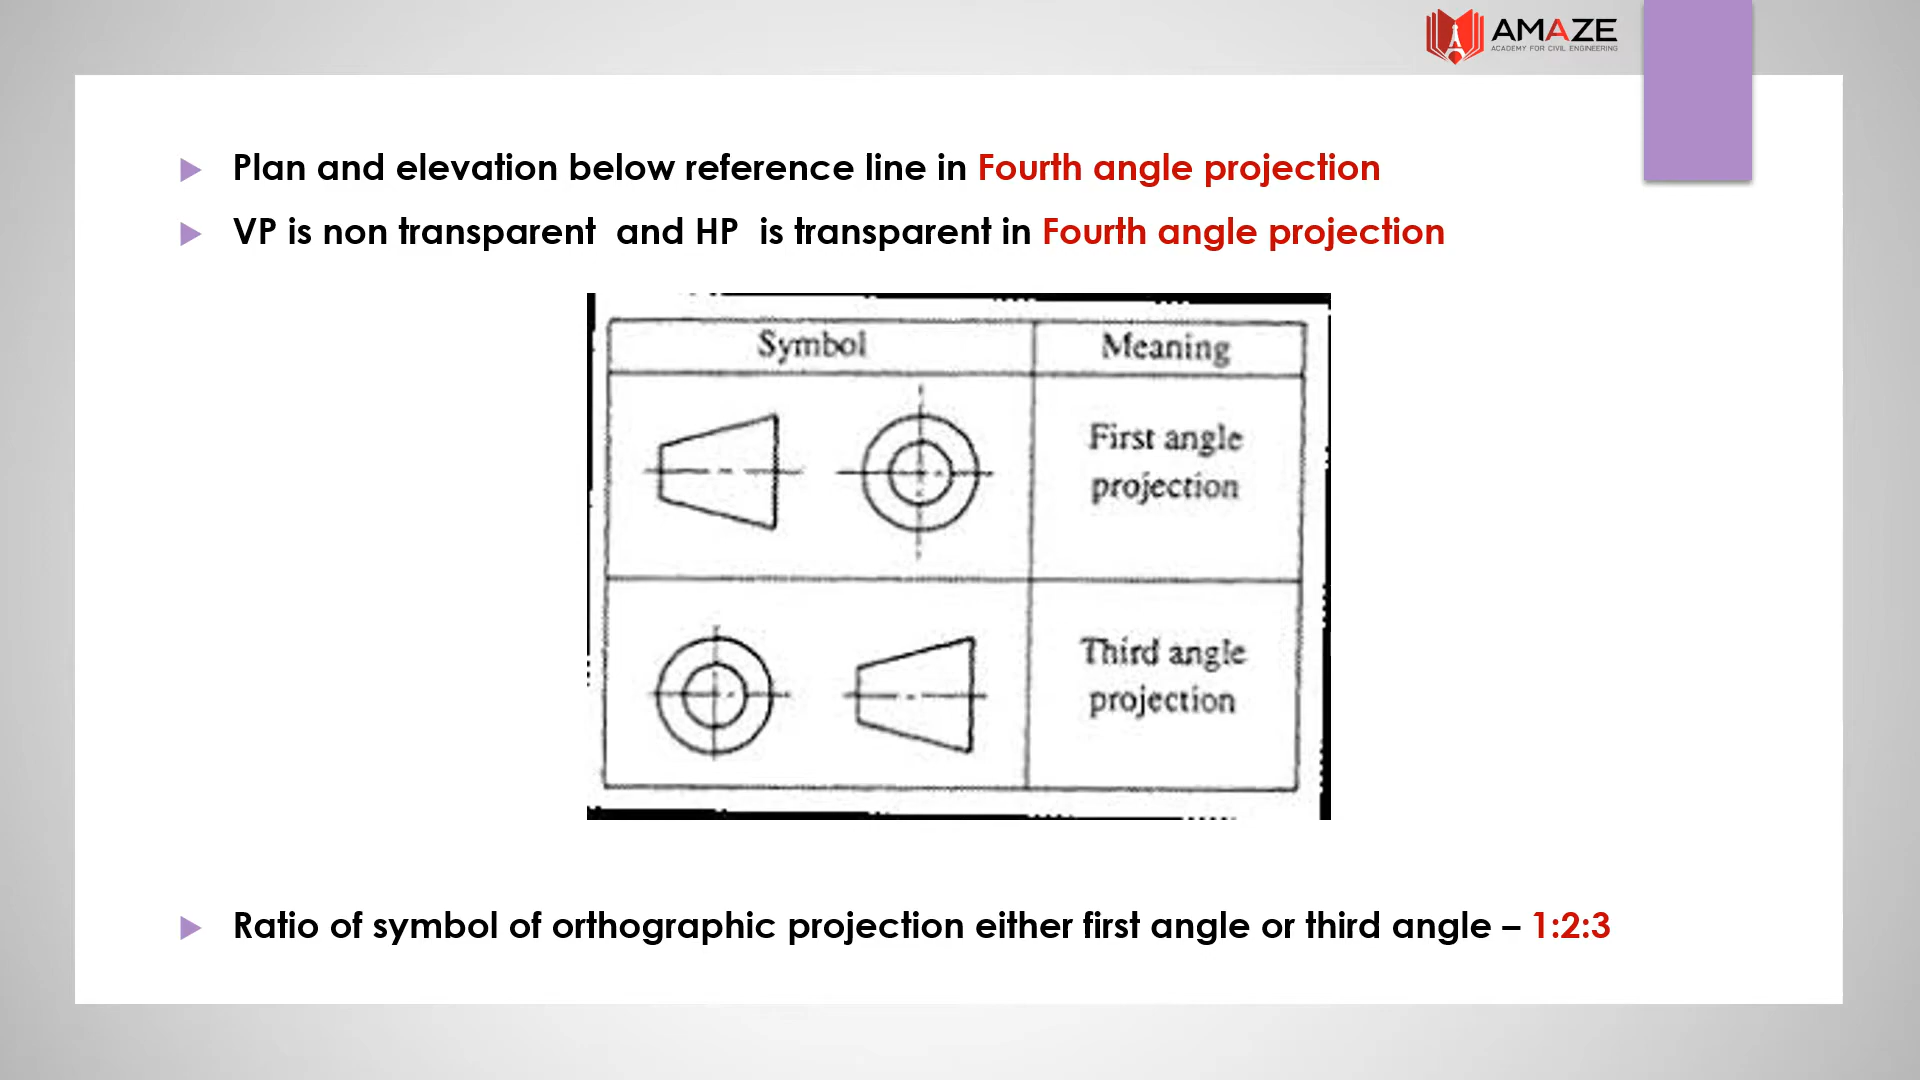 AMAZE
ACADEMY FOR CIVIL ENGINEERING
Plan and elevation below reference line in Fourth angle projection
VP is non transparent and HP is transparent in Fourth angle projection
Symbol Meaning
First angle
projection
Third angle
projection
Ratio of symbol of orthographic projection either first angle or third angle – 1:2:3